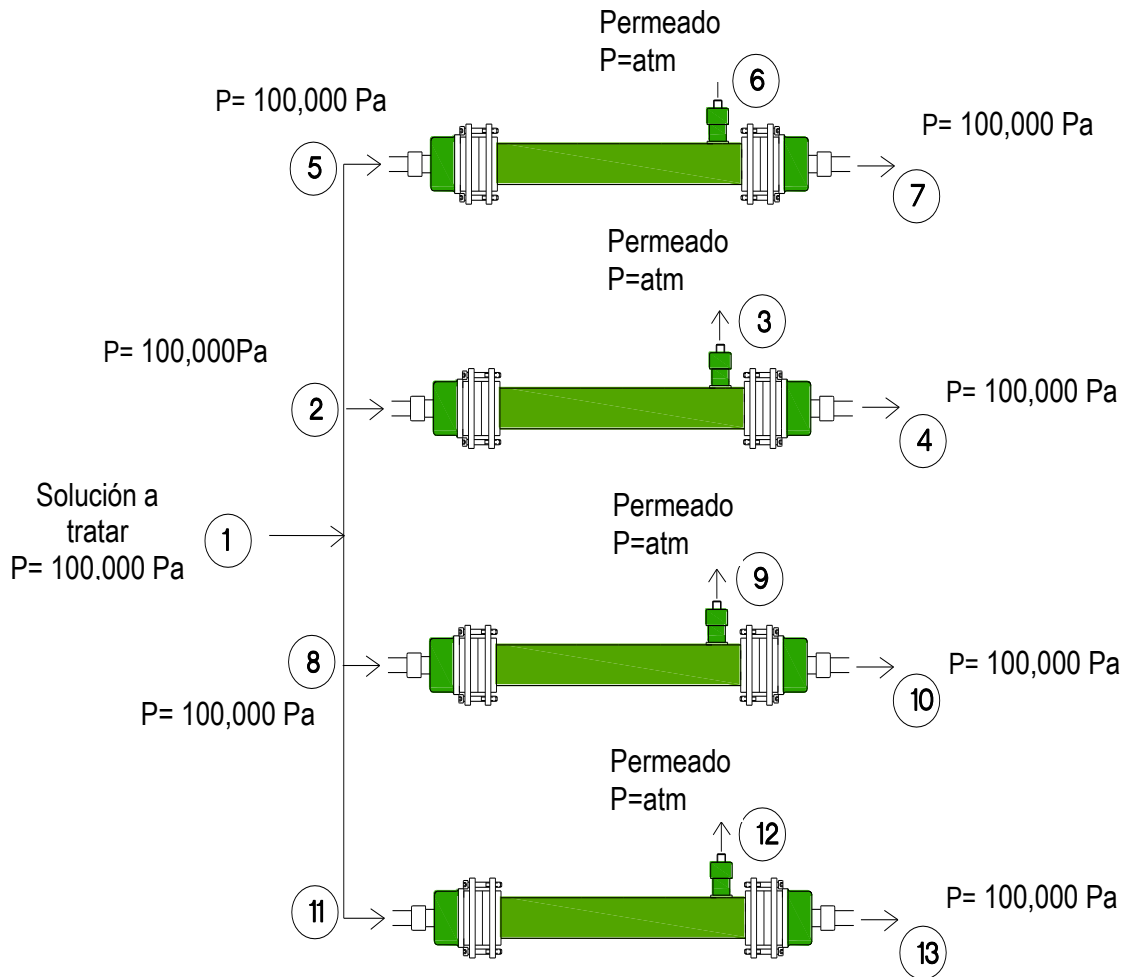 Permeado
P=atm
6
P= 100,000 Pa
P= 100,000 Pa
5
7
Permeado
P=atm
3
P= 100,000Pa
P= 100,000 Pa
2
4
Solución a
tratar
P= 100.000 Pa
1
Permeado
P=atm
9
8
P= 100,000 Pa
10
P= 100,000 Pa
Permeado
P=atm
12
P= 100,000 Pa
11
13